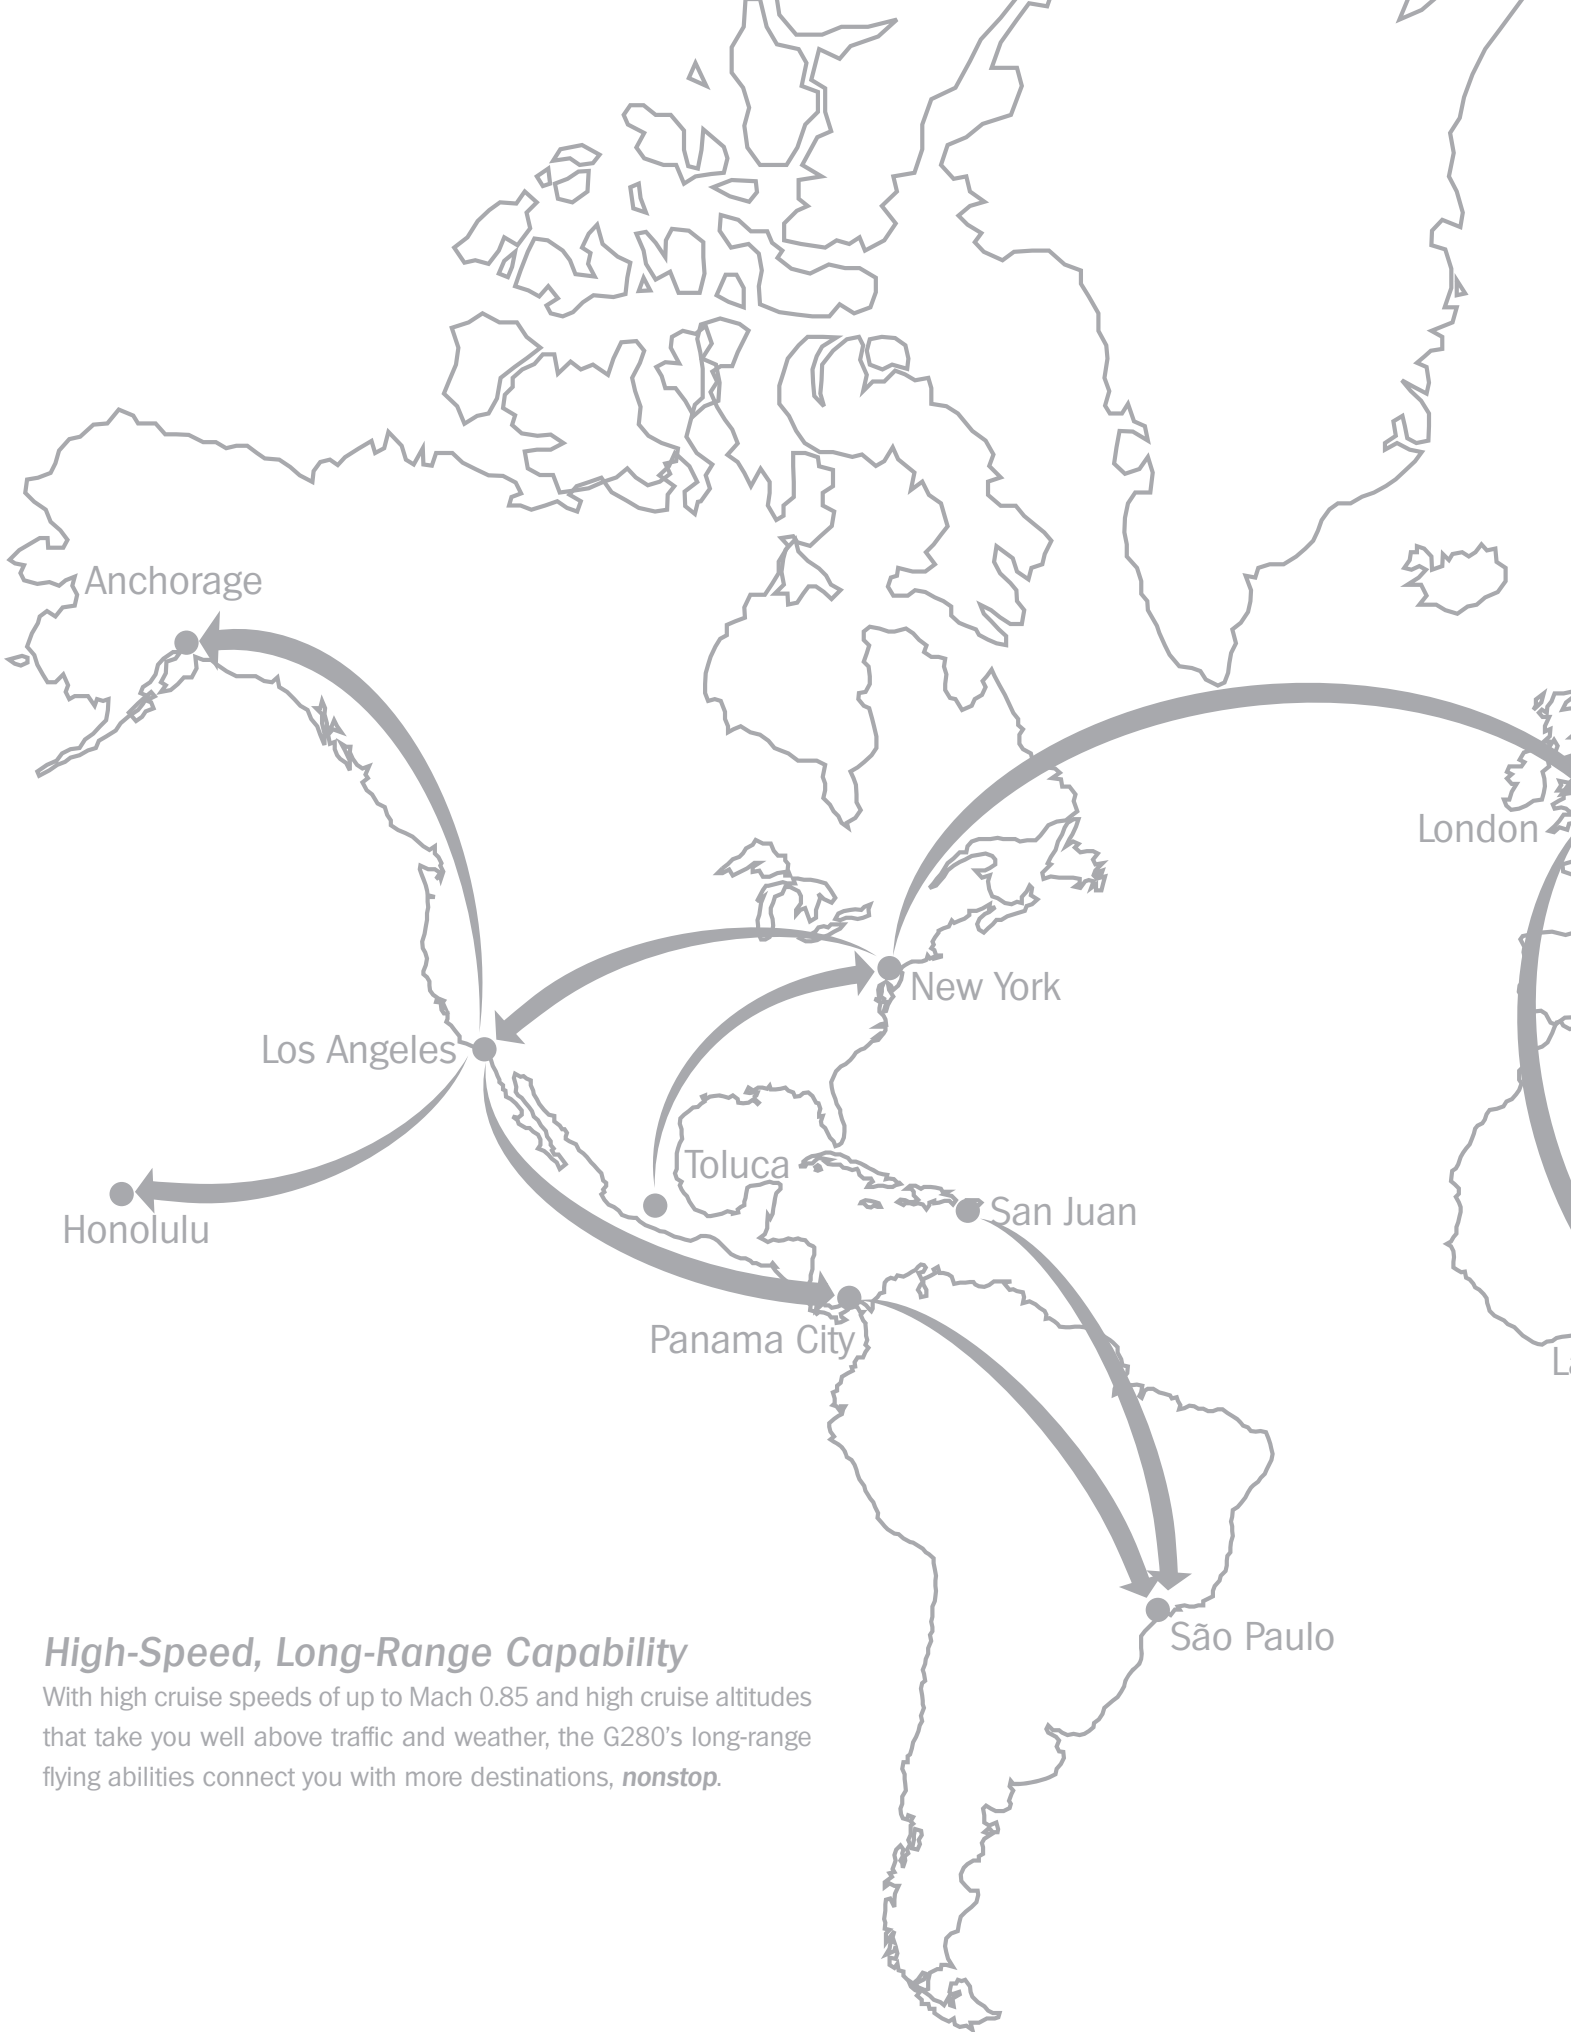 Anchorage
London
New York
Los Angeles
Toluca
San Juan
Honolulu
Panama City
São Paulo
High-Speed, Long-Range Capability
With high cruise speeds of up to Mach 0.85 and high cruise altitudes
that take you well above traffic and weather, the G280’s long-range
flying abilities connect you with more destinations, nonstop.